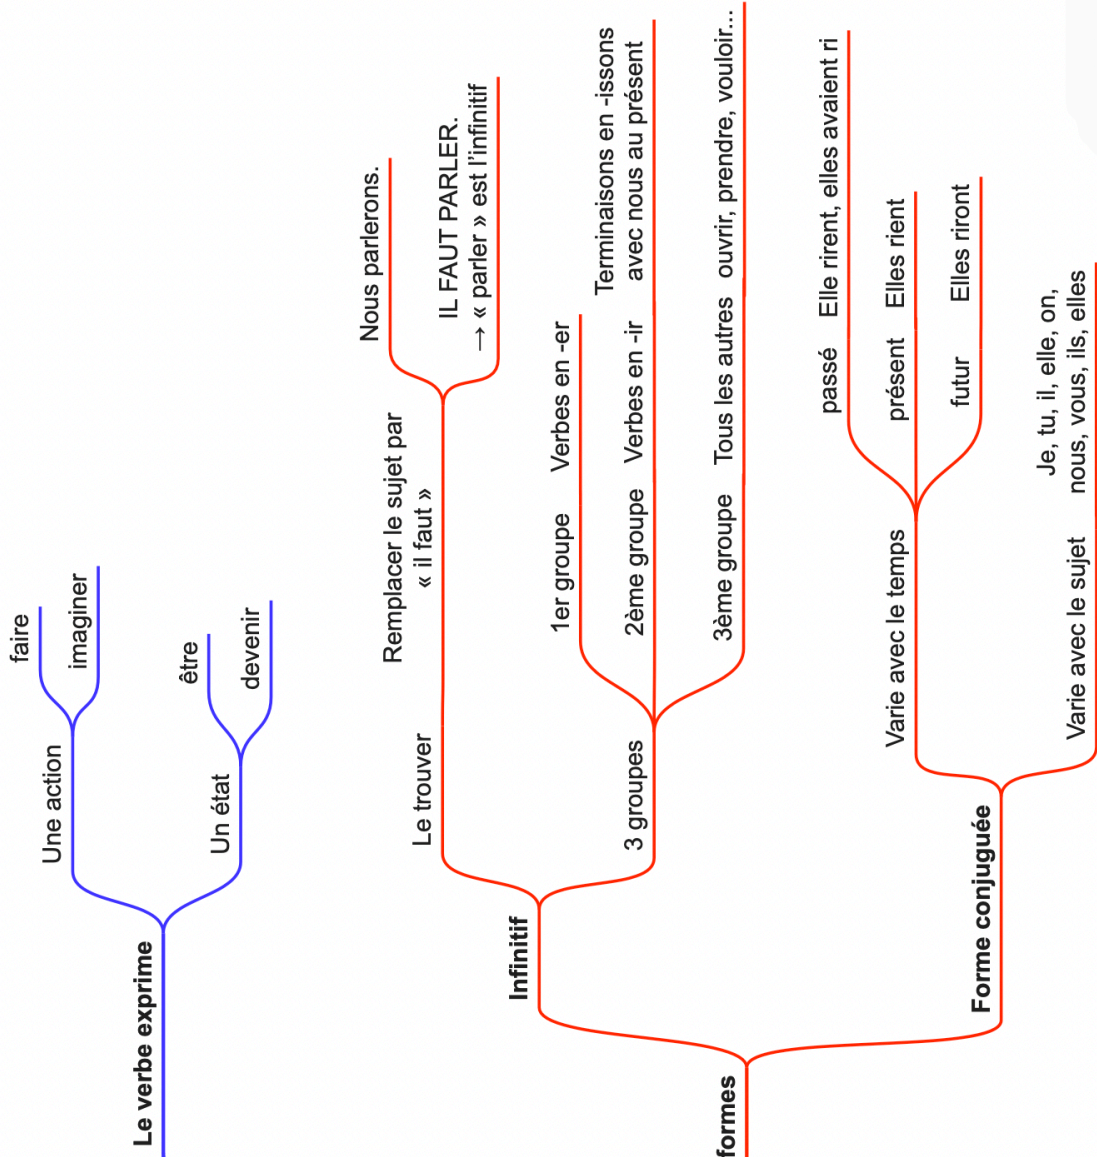 Le verbe exprime
Une action
faire
imaginer
Un état
être
devenir
formes
Infinitif
Le trouver
Remplacer le sujet par
« il faut »
Nous parlerons.
IL FAUT PARLER.
→ « parler » est l'infinitif
3 groupes
1er groupe
Verbes en -er
2ème groupe
Verbes en -ir
Terminaisons en -issons
avec nous au présent
3ème groupe
Tous les autres
ouvrir, prendre, vouloir...
Forme conjuguée
Varie avec le temps
passé
Elle rirent, elles avaient ri
présent
Elles rient
futur
Elles riront
Varie avec le sujet
Je, tu, il, elle, on,
nous, vous, ils, elles